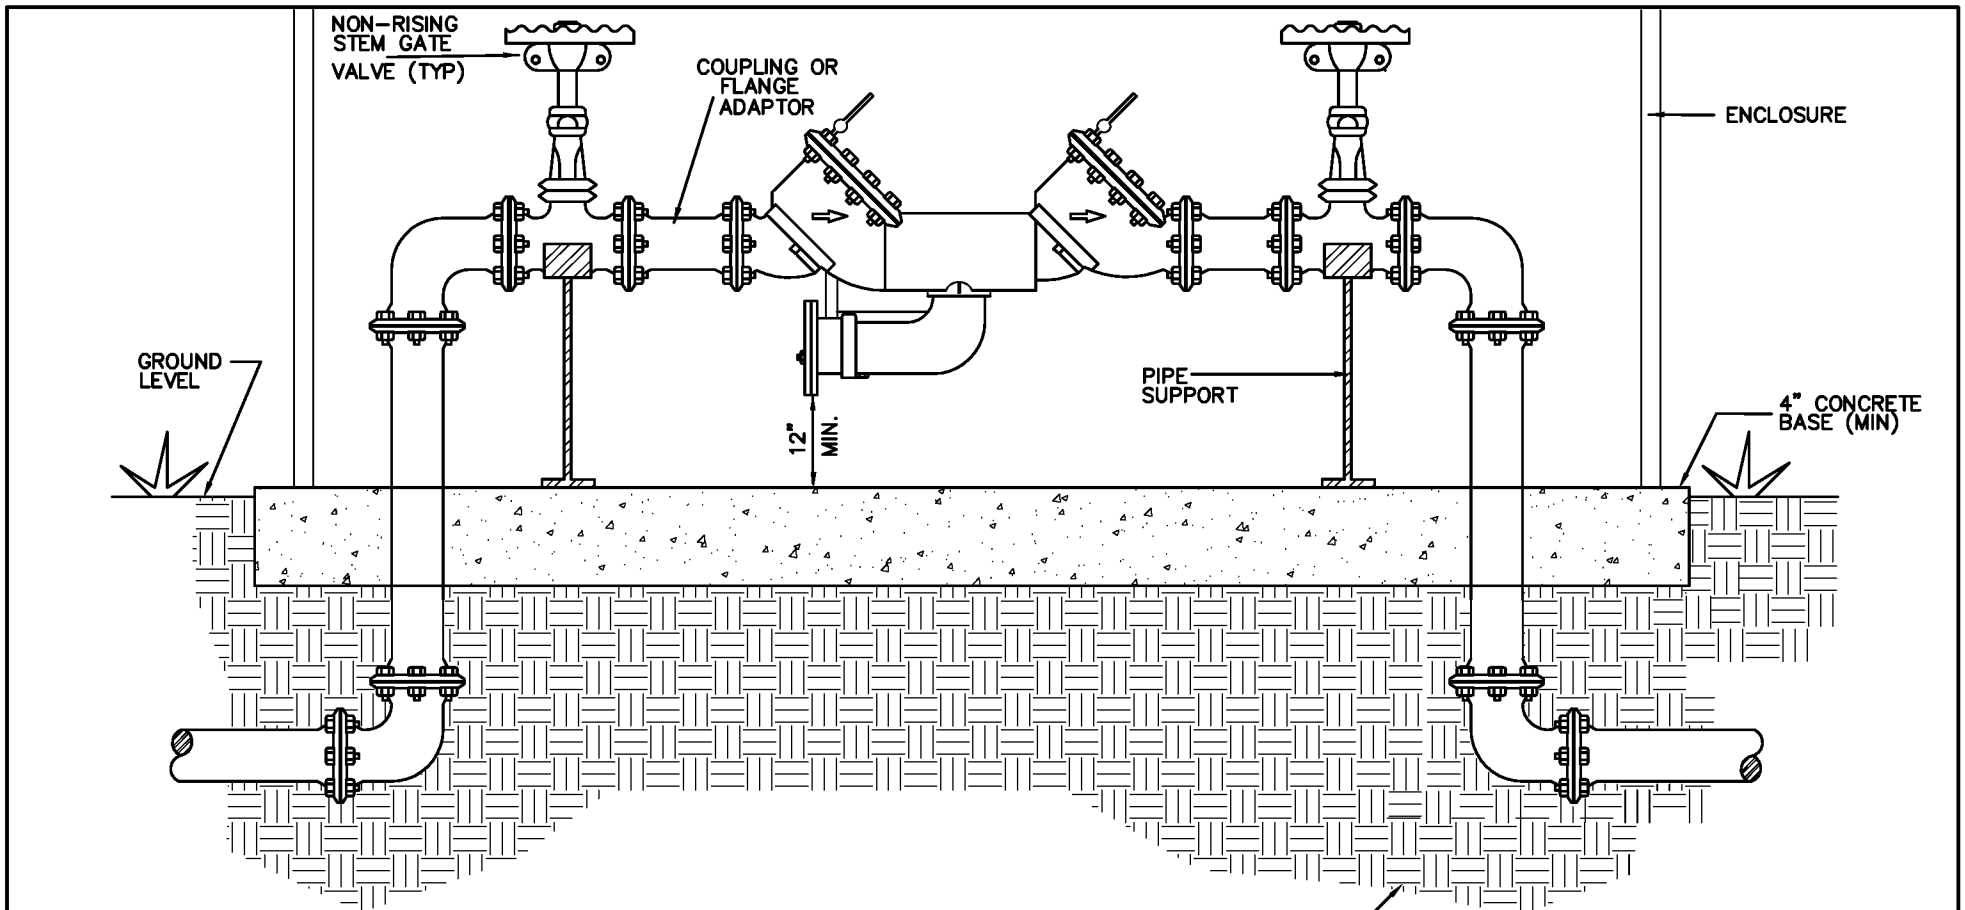 NON-RISING
STEM GATE
VALVE (TYP)
COUPLING OR
FLANGE
ADAPTOR
ENCLOSURE
GROUND
LEVEL
12"
MIN.
PIPE
SUPPORT
4" CONCRETE
BASE (MIN)